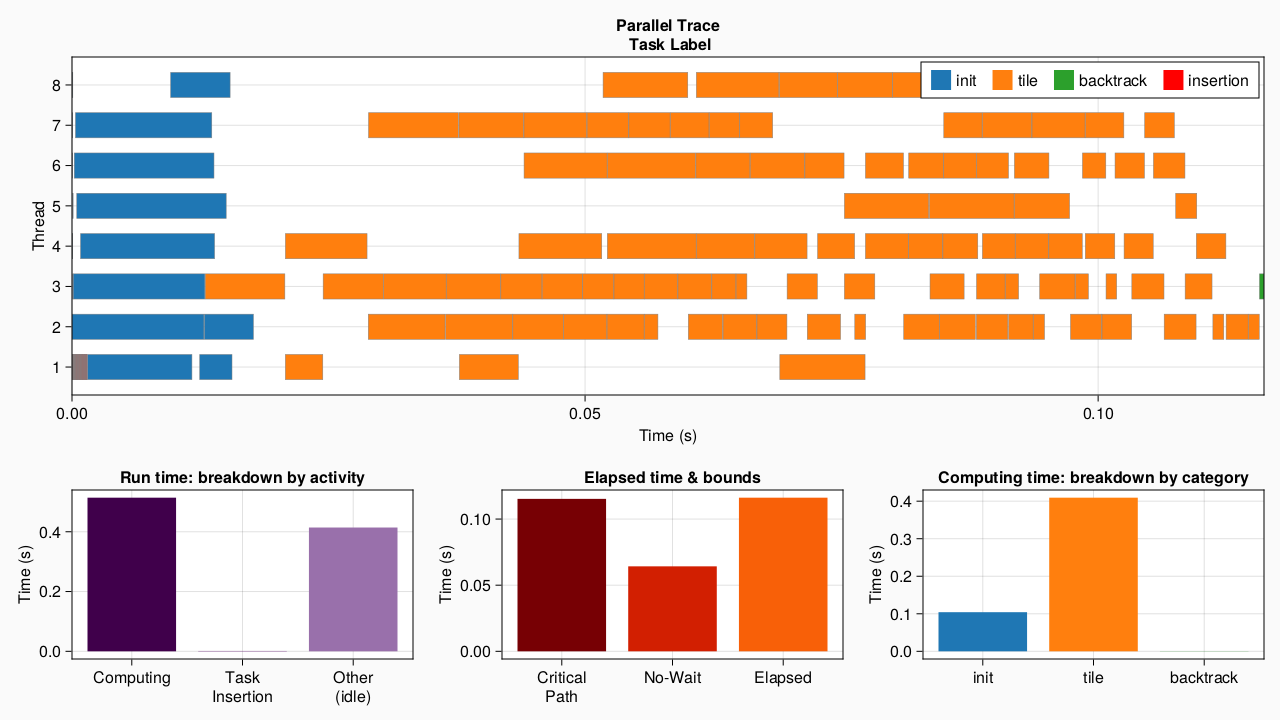 Parallel Trace
Task Label
init tile backtrack insertion
8
7
6
5
4
3
2
1
Thread
0.00 0.05 0.10
Time (s)
Run time: breakdown by activity
Time (s)
0.4
0.2
0.0
Computing Task Insertion Other (idle)
Elapsed time & bounds
Time (s)
0.10
0.05
0.00
Critical Path No-Wait Elapsed
Computing time: breakdown by category
Time (s)
0.4
0.3
0.2
0.1
0.0
init tile backtrack